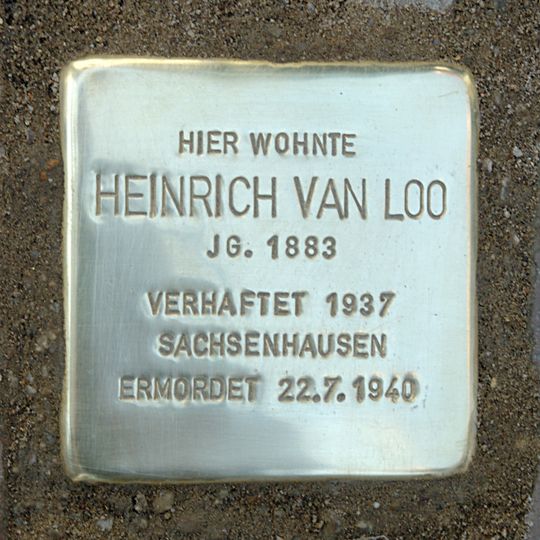 HIER WOHNTE
HEINRICH VAN LOO
JG. 1883
VERHAFTET 1937
SACHSENHAUSEN
ERMORDET 22.7.1940